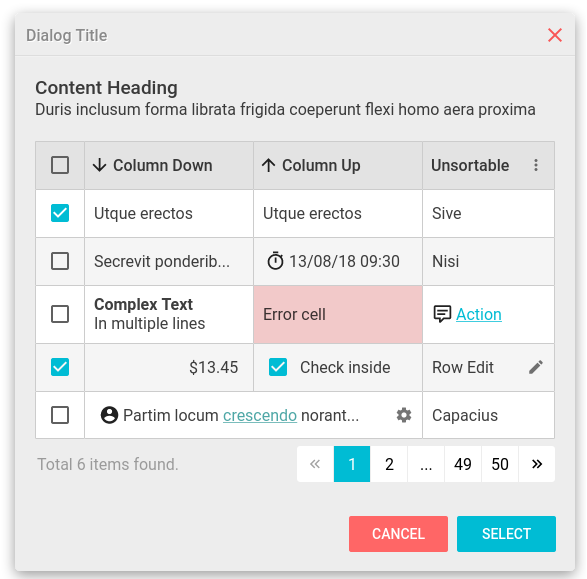 Dialog Title
Content Heading
Duris inclusum forma librata frigida coeperunt flexi homo aera proxima
Column Down Column Up Unsortable
Utque erectos Utque erectos Sive
Secrevit ponderib... 13/08/18 09:30 Nisi
Complex Text
In multiple lines
Error cell
Action
$13.45 Check inside Row Edit
Partim locum crescendo norant... Capacius
Total 6 items found. « 1 2 ... 49 50 »
CANCEL SELECT